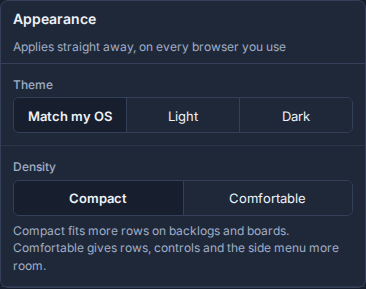 Appearance
Applies straight away, on every browser you use
Theme
Match my OS Light Dark
Density
Compact Comfortable
Compact fits more rows on backlogs and boards.
Comfortable gives rows, controls and the side menu more
room.